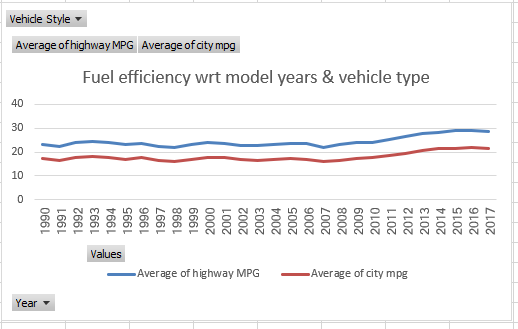 Vehicle Style
Average of highway MPG Average of city mpg
Fuel efficiency wrt model years & vehicle type
40
30
20
10
0
1990 1991 1992 1993 1994 1995 1996 1997 1998 1999 2000 2001 2002 2003 2004 2005 2006 2007 2008 2009 2010 2011 2012 2013 2014 2015 2016 2017
Values
Average of highway MPG Average of city mpg
Year